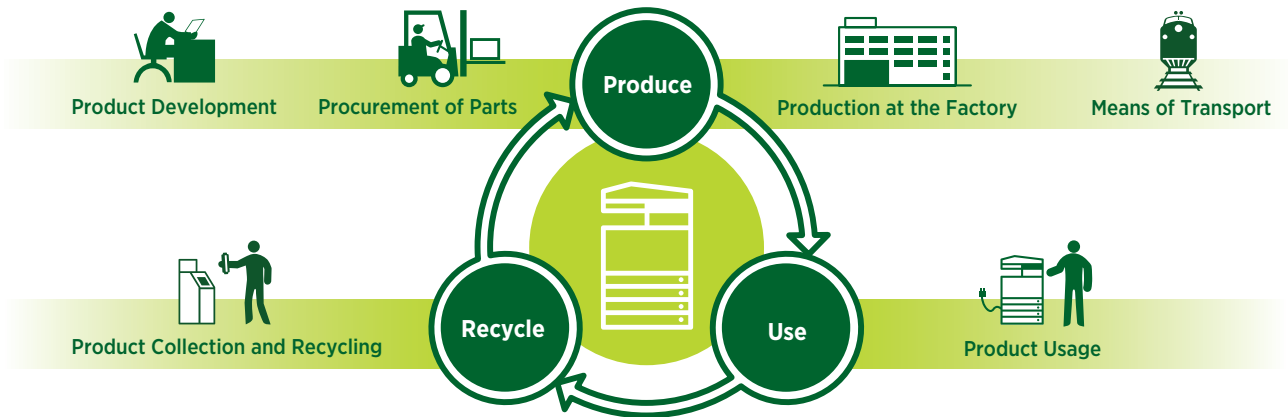 Produce
Product Development
Procurement of Parts
Production at the Factory
Means of Transport
Recycle
Use
Product Collection and Recycling
Product Usage